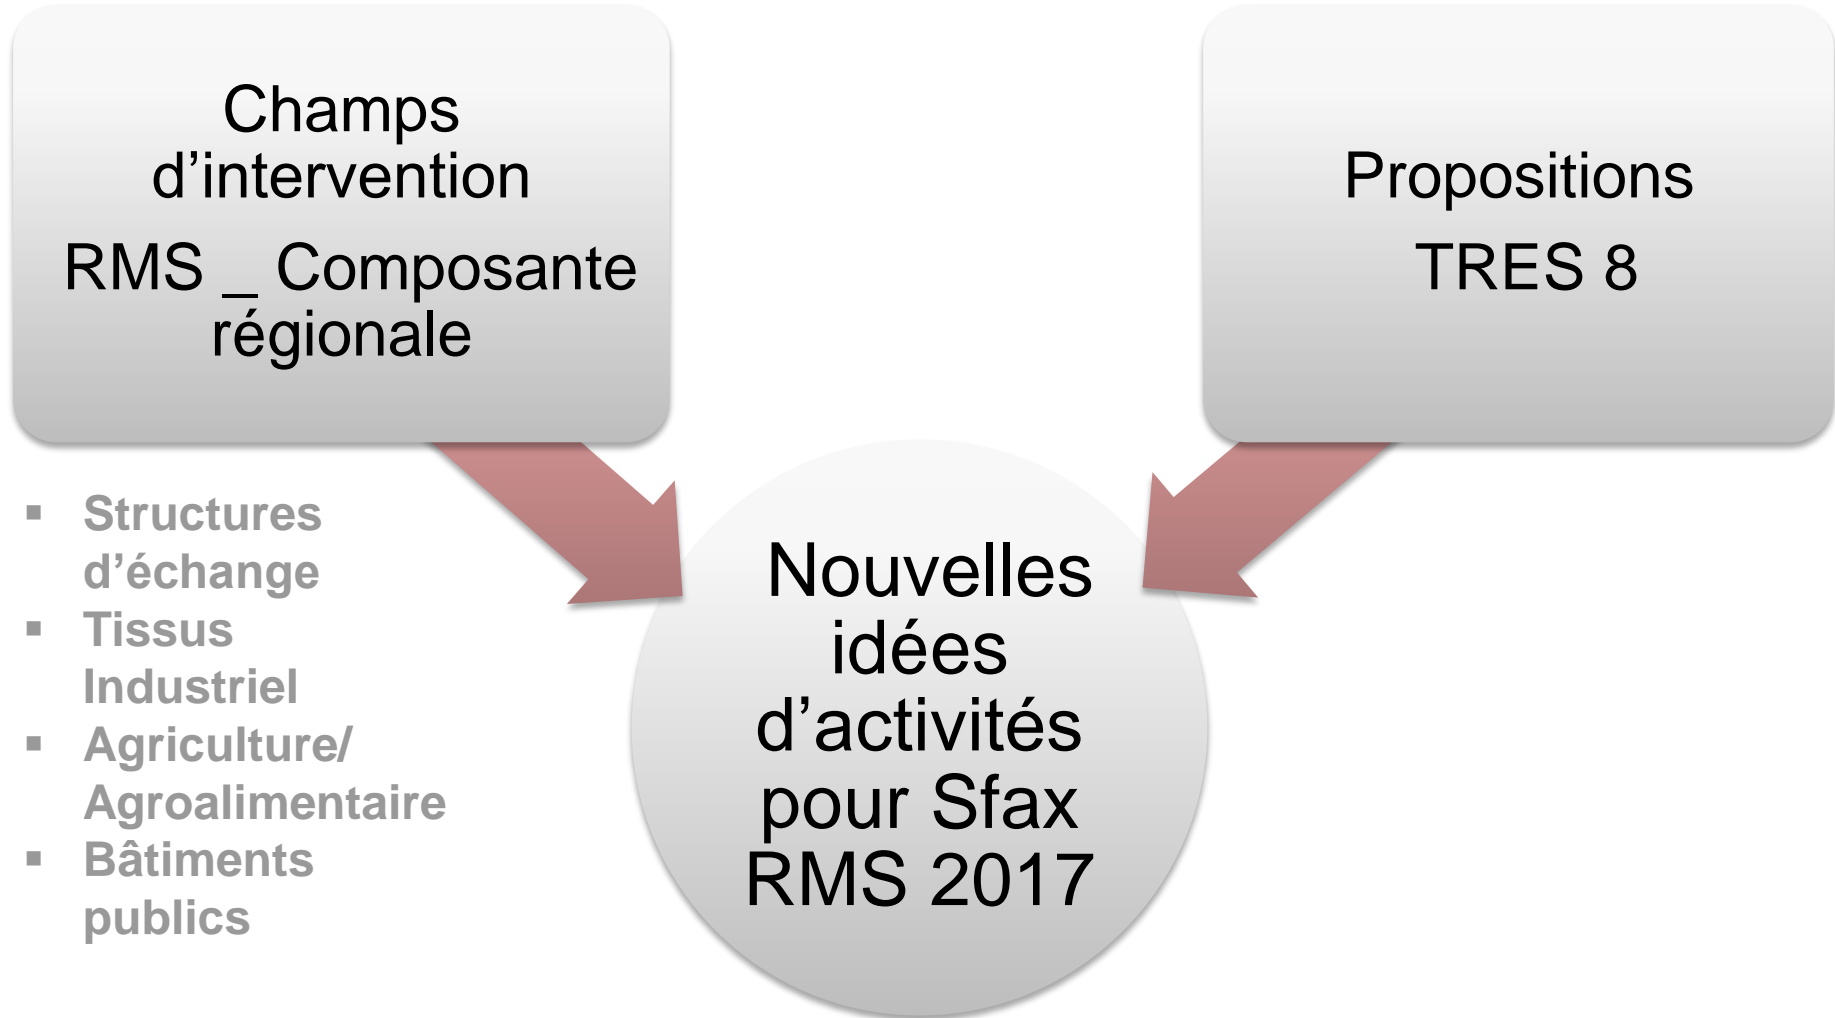 Champs
d’intervention
RMS _ Composante
régionale
Propositions
TRES 8
▪ Structures
d’échange
▪ Tissus
Industriel
▪ Agriculture/
Agroalimentaire
▪ Bâtiments
publics
Nouvelles
idées
d’activités
pour Sfax
RMS 2017